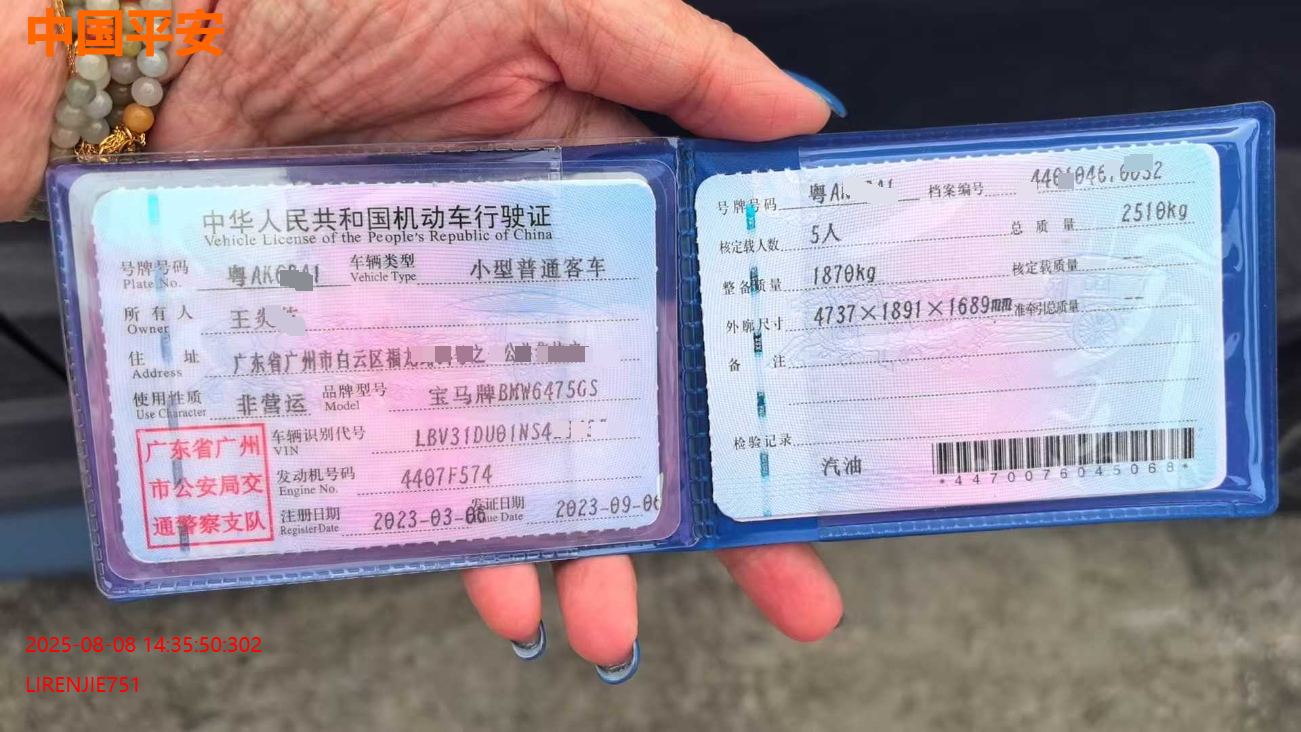 中国平安
中华人民共和国机动车行驶证
Vehicle License of the People's Republic of China
号牌号码 Plate No. 粤AK 车辆类型 Vehicle Type 小型普通客车
所有人 Owner 王
住址 Address 广东省广州市白云区
使用性质 Use Character 非营运 品牌型号 Model 宝马牌BMW6475GS
车辆识别代号 VIN LBV31DU01NS4
发动机号码 Engine No. 4407F574
注册日期 Register Date 2023-03-06 发证日期 Issue Date 2023-09-06
广东省广州
市公安局交
通警察支队
号牌号码 粤A 档案编号
核定载人数 5人 总质量 2510kg
整备质量 1870kg 核定载质量 --
外廓尺寸 4737×1891×1689mm 准牵引总质量 --
备注
检验记录
汽油
*4470076045068*
2025-08-08 14:35:50:302
LIRENJIE751